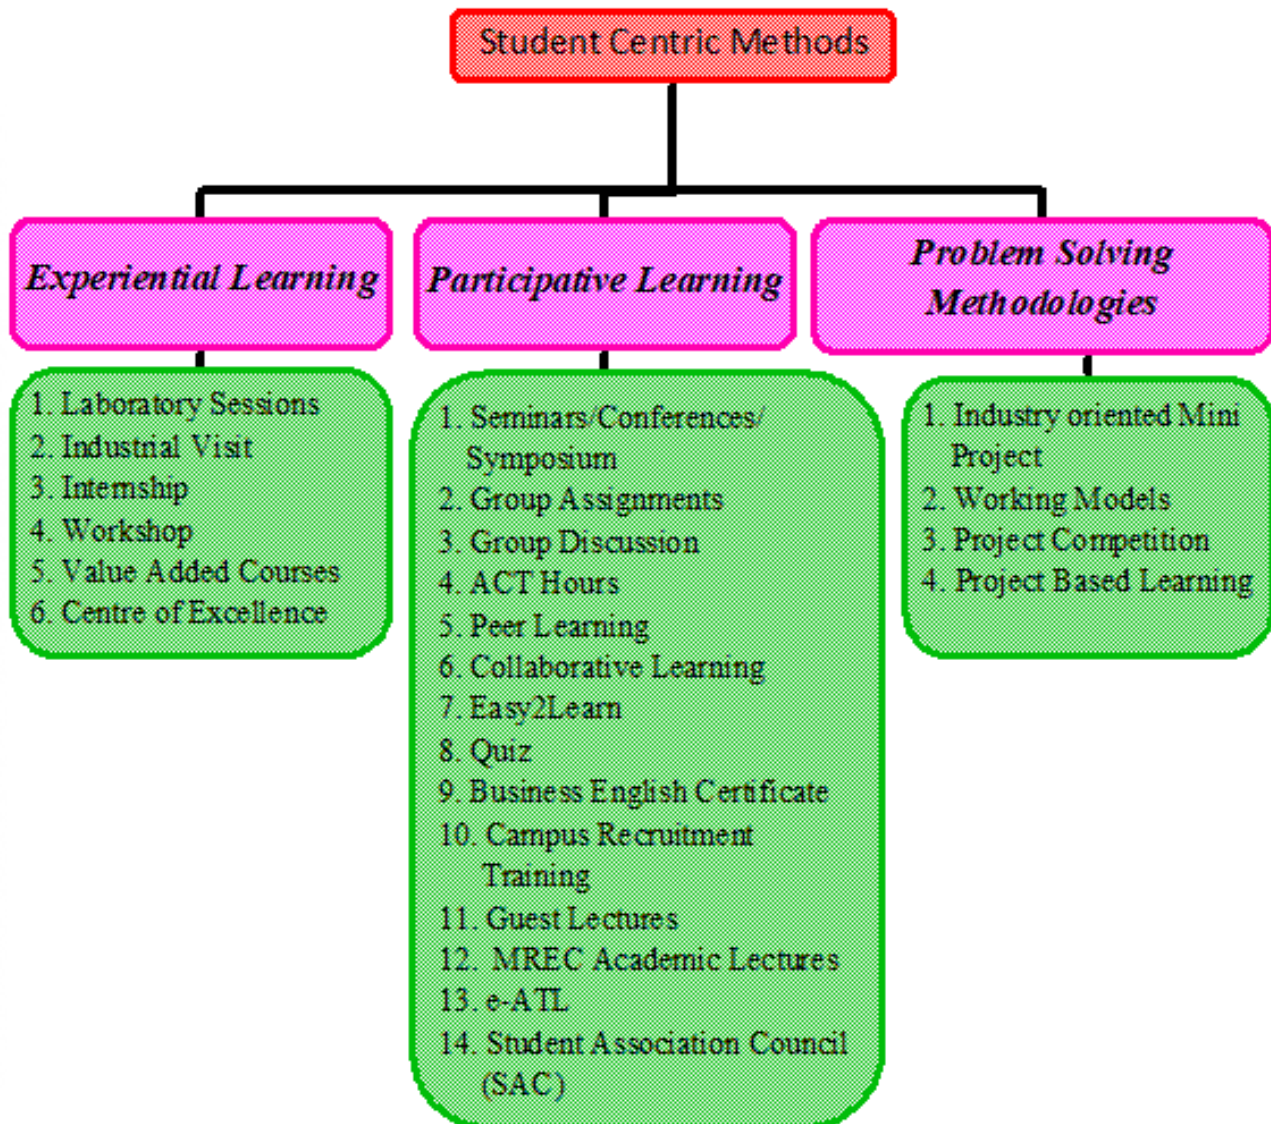 Student Centric Methods
Experiential Learning
1. Laboratory Sessions
2. Industrial Visit
3. Internship
4. Workshop
5. Value Added Courses
6. Centre of Excellence
Participative Learning
1. Seminars/Conferences/
Symposium
2. Group Assignments
3. Group Discussion
4. ACT Hours
5. Peer Learning
6. Collaborative Learning
7. Easy2Learn
8. Quiz
9. Business English Certificate
10. Campus Recruitment
Training
11. Guest Lectures
12. MREC Academic Lectures
13. e-ATL
14. Student Association Council
(SAC)
Problem Solving
Methodologies
1. Industry oriented Mini
Project
2. Working Models
3. Project Competition
4. Project Based Learning